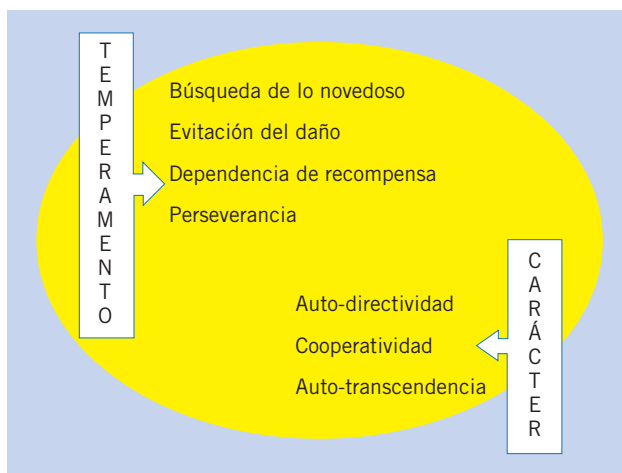 TEMPERAMENTO
Búsqueda de lo novedoso
Evitación del daño
Dependencia de recompensa
Perseverancia
CARÁCTER
Auto-directividad
Cooperatividad
Auto-transcendencia